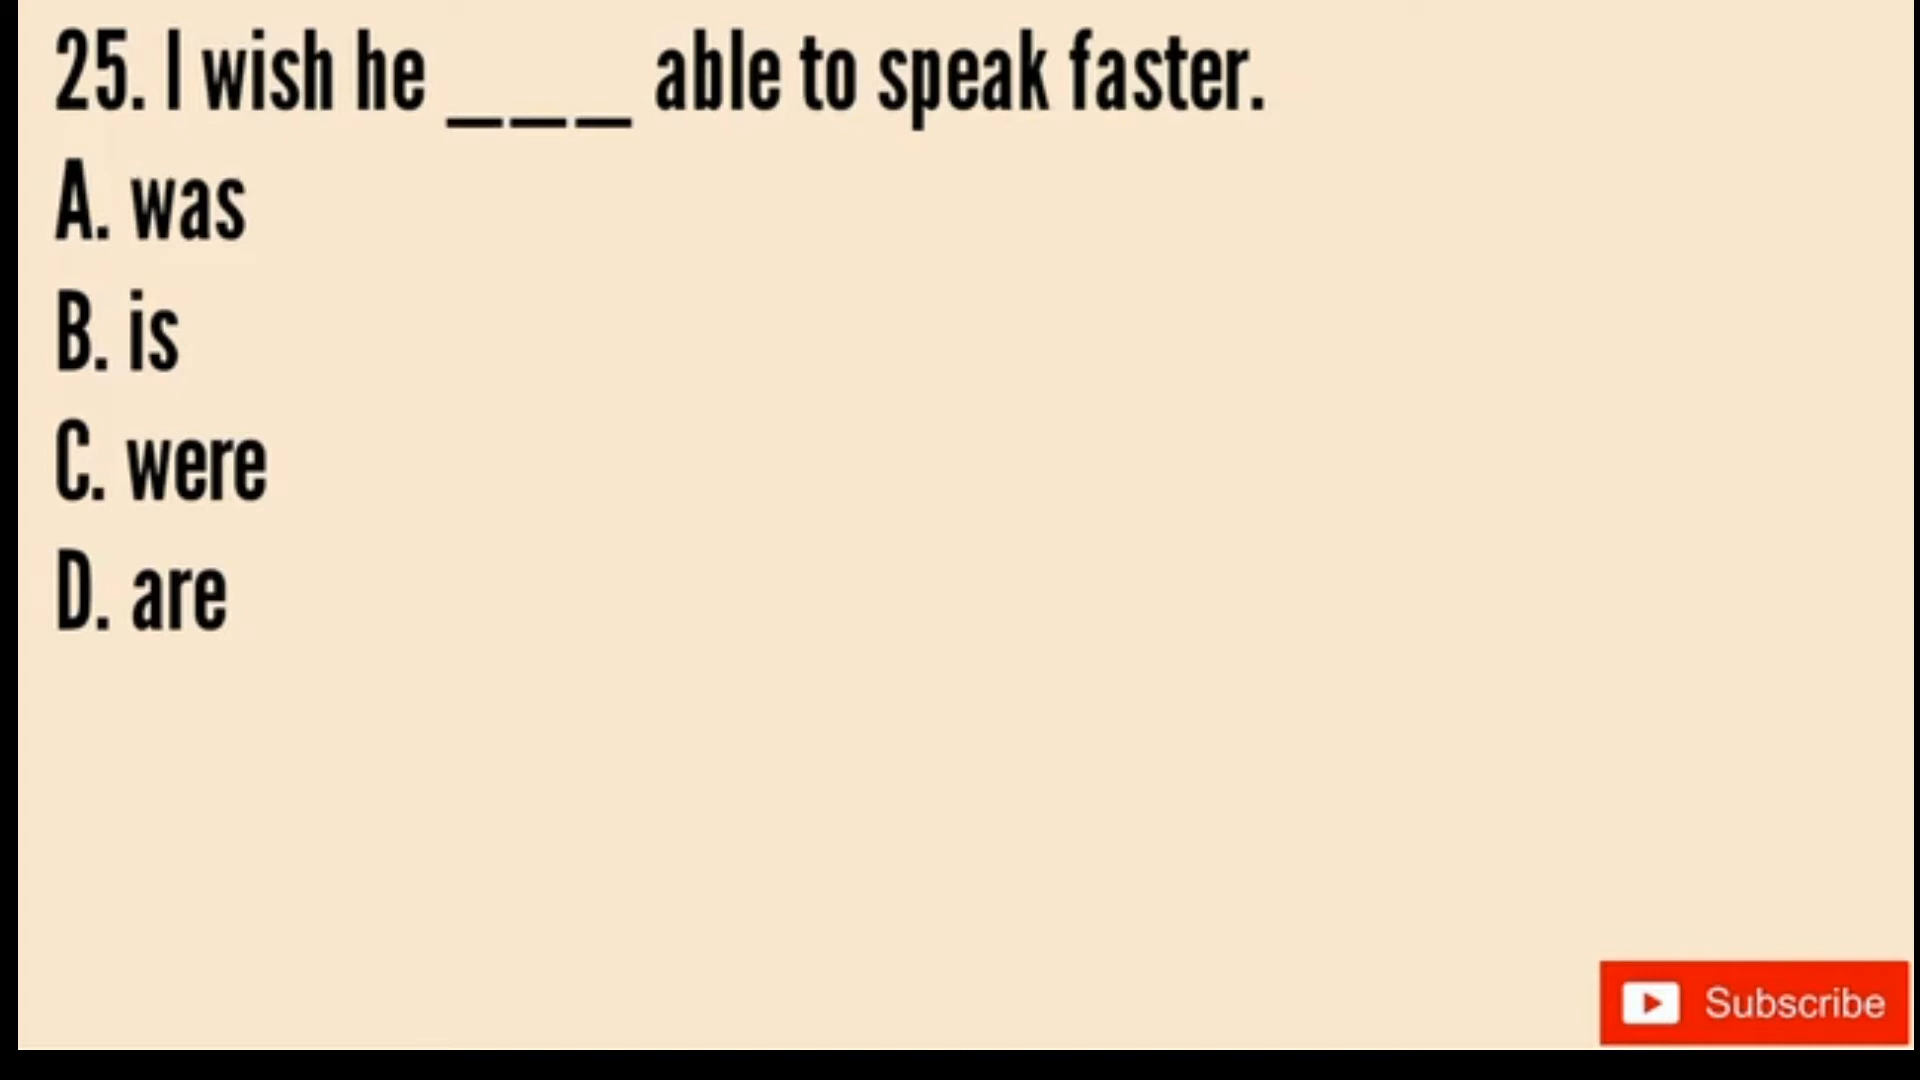 25. I wish he ___ able to speak faster.
A. was
B. is
C. were
D. are
Subscribe